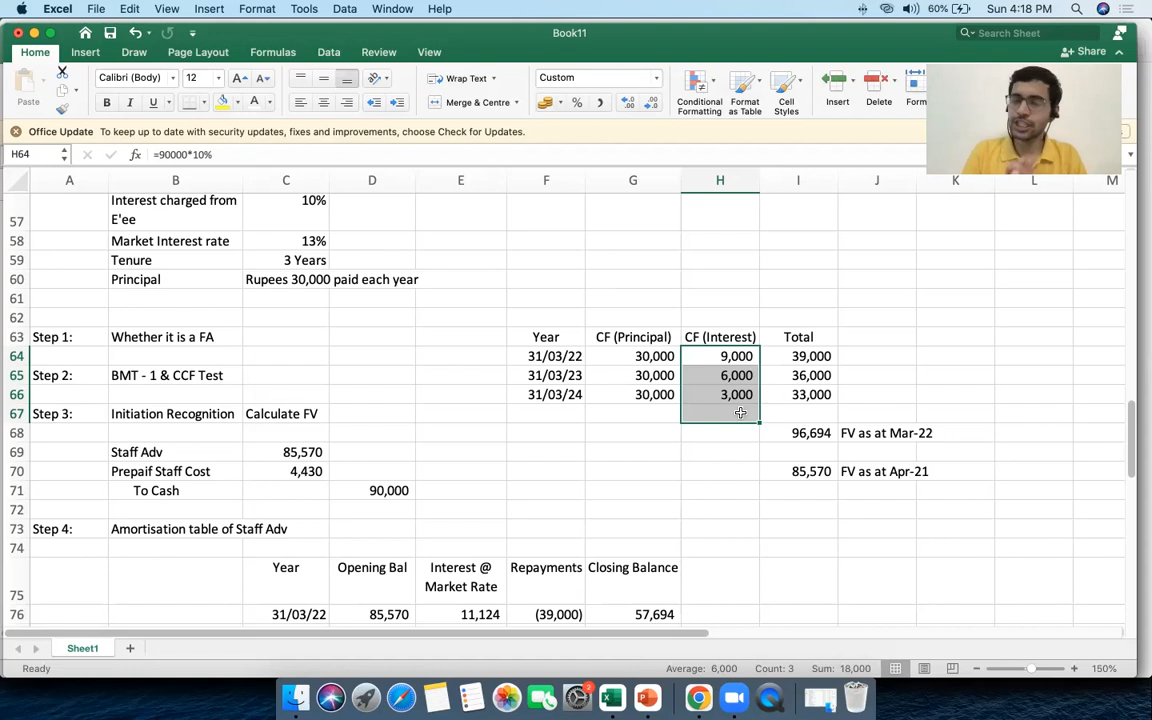 Excel File Edit View Insert Format Tools Data Window Help 60% Sun 4:18 PM
Book11 Search Sheet
Home Insert Draw Page Layout Formulas Data Review View Share
Paste Calibri (Body) 12 A A Wrap Text Custom
B I U A Merge & Centre % Conditional Formatting Format as Table Cell Styles Insert Delete Form
Office Update To keep up to date with security updates, fixes and improvements, choose Check for Updates.
H64 fx =90000*10%
A B C D E F G H I J K L M
57 Interest charged from E'ee 10%
58 Market Interest rate 13%
59 Tenure 3 Years
60 Principal Rupees 30,000 paid each year
61
62
63 Step 1: Whether it is a FA Year CF (Principal) CF (Interest) Total
64 31/03/22 30,000 9,000 39,000
65 Step 2: BMT - 1 & CCF Test 31/03/23 30,000 6,000 36,000
66 31/03/24 30,000 3,000 33,000
67 Step 3: Initiation Recognition Calculate FV
68 96,694 FV as at Mar-22
69 Staff Adv 85,570
70 Prepaif Staff Cost 4,430 85,570 FV as at Apr-21
71 To Cash 90,000
72
73 Step 4: Amortisation table of Staff Adv
74
75 Year Opening Bal Interest @ Market Rate Repayments Closing Balance
76 31/03/22 85,570 11,124 (39,000) 57,694
Sheet1
Ready Average: 6,000 Count: 3 Sum: 18,000 150%